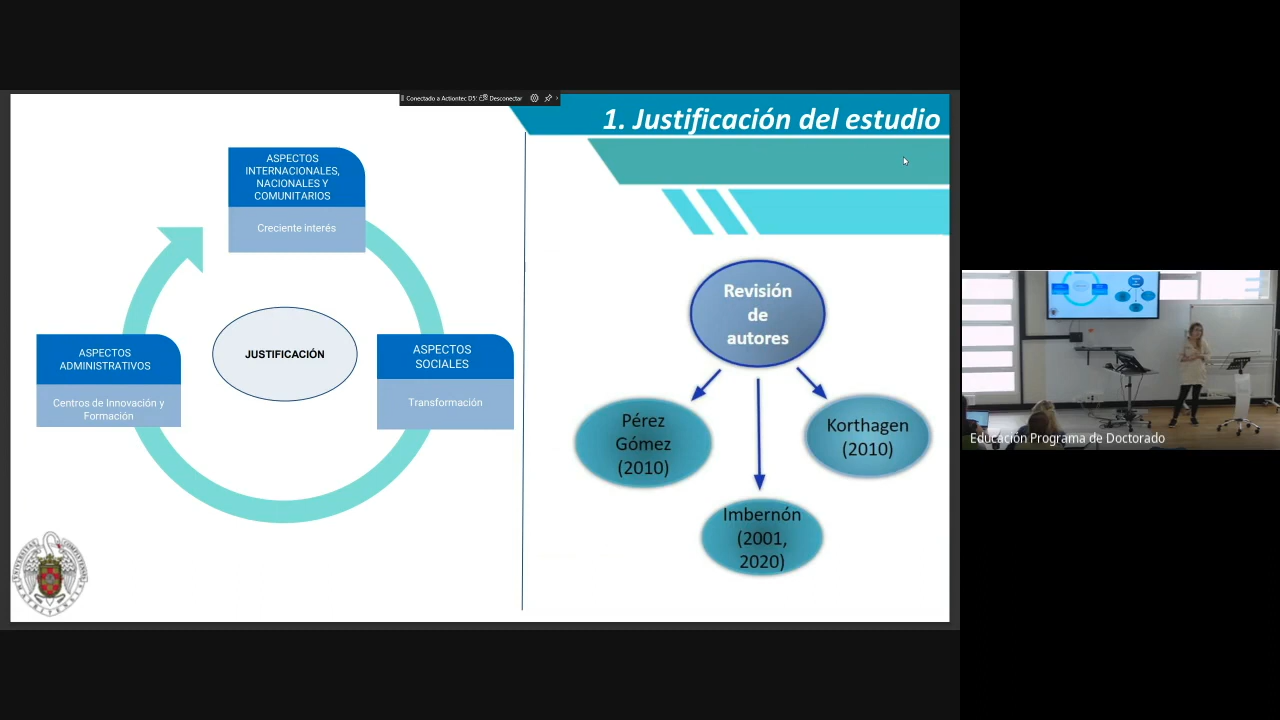 Conectado a Actiontec DS
Desconectar
1. Justificación del estudio
ASPECTOS
INTERNACIONALES,
NACIONALES Y
COMUNITARIOS
Creciente interés
ASPECTOS
ADMINISTRATIVOS
Centros de Innovación y
Formación
JUSTIFICACIÓN
ASPECTOS
SOCIALES
Transformación
Revisión
de
autores
Pérez
Gómez
(2010)
Korthagen
(2010)
Imbernón
(2001,
2020)
Educación Programa de Doctorado